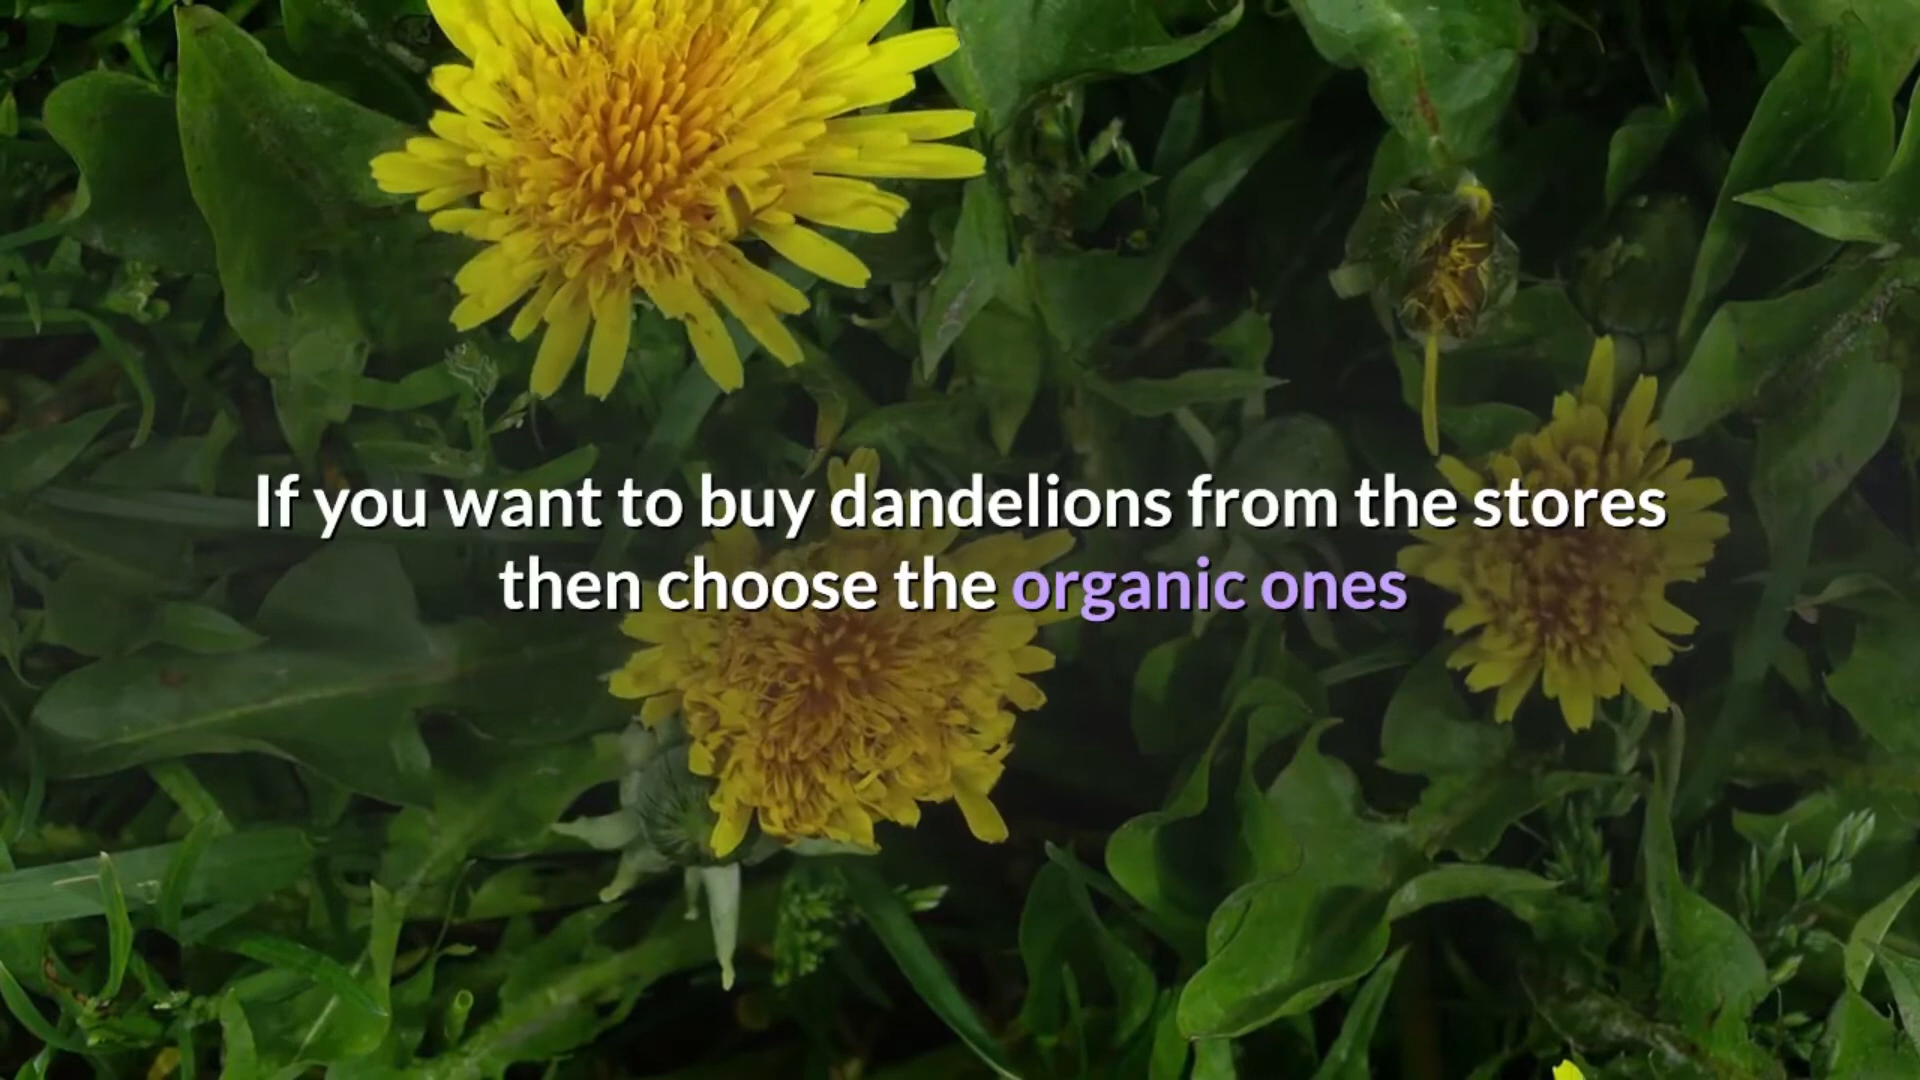 If you want to buy dandelions from the stores
then choose the organic ones